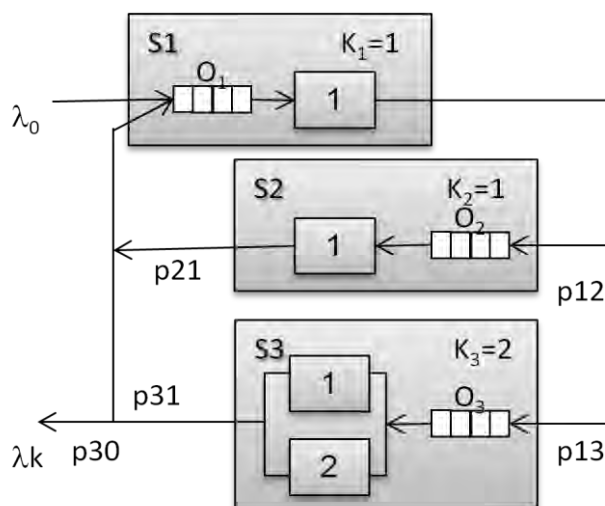 S1 K₁=1
O₁
λ₀
1
S2 K₂=1
O₂
1
p21
p12
S3 K₃=2
1
O₃
p31
2
λk p30
p13